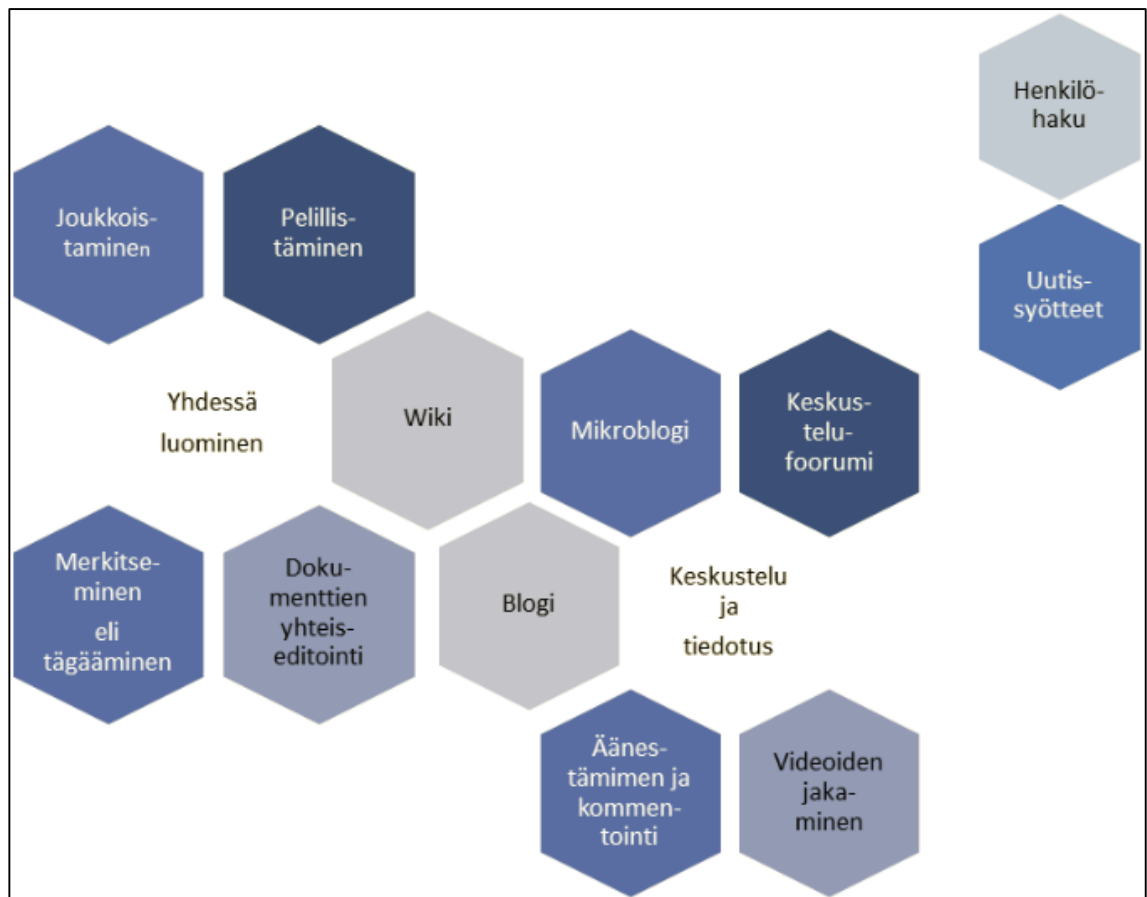 Henkilö-
haku
Joukkois-
taminen
Pelillis-
täminen
Uutis-
syötteet
Yhdessä
luominen
Wiki
Mikroblogi
Keskus-
telu-
foorumi
Merkitse-
minen
eli
tägääminen
Doku-
menttien
yhteis-
editointi
Blogi
Keskustelu
ja
tiedotus
Äänes-
tämimen ja
kommen-
tointi
Videoiden
jaka-
minen